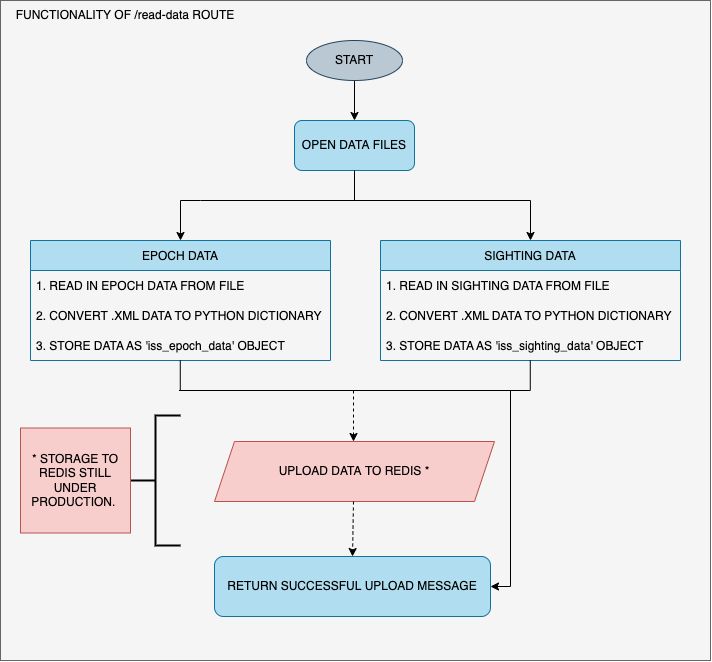 FUNCTIONALITY OF /read-data ROUTE
START
OPEN DATA FILES
EPOCH DATA
1. READ IN EPOCH DATA FROM FILE
2. CONVERT .XML DATA TO PYTHON DICTIONARY
3. STORE DATA AS 'iss_epoch_data' OBJECT
SIGHTING DATA
1. READ IN SIGHTING DATA FROM FILE
2. CONVERT .XML DATA TO PYTHON DICTIONARY
3. STORE DATA AS 'iss_sighting_data' OBJECT
* STORAGE TO
REDIS STILL
UNDER
PRODUCTION.
UPLOAD DATA TO REDIS *
RETURN SUCCESSFUL UPLOAD MESSAGE